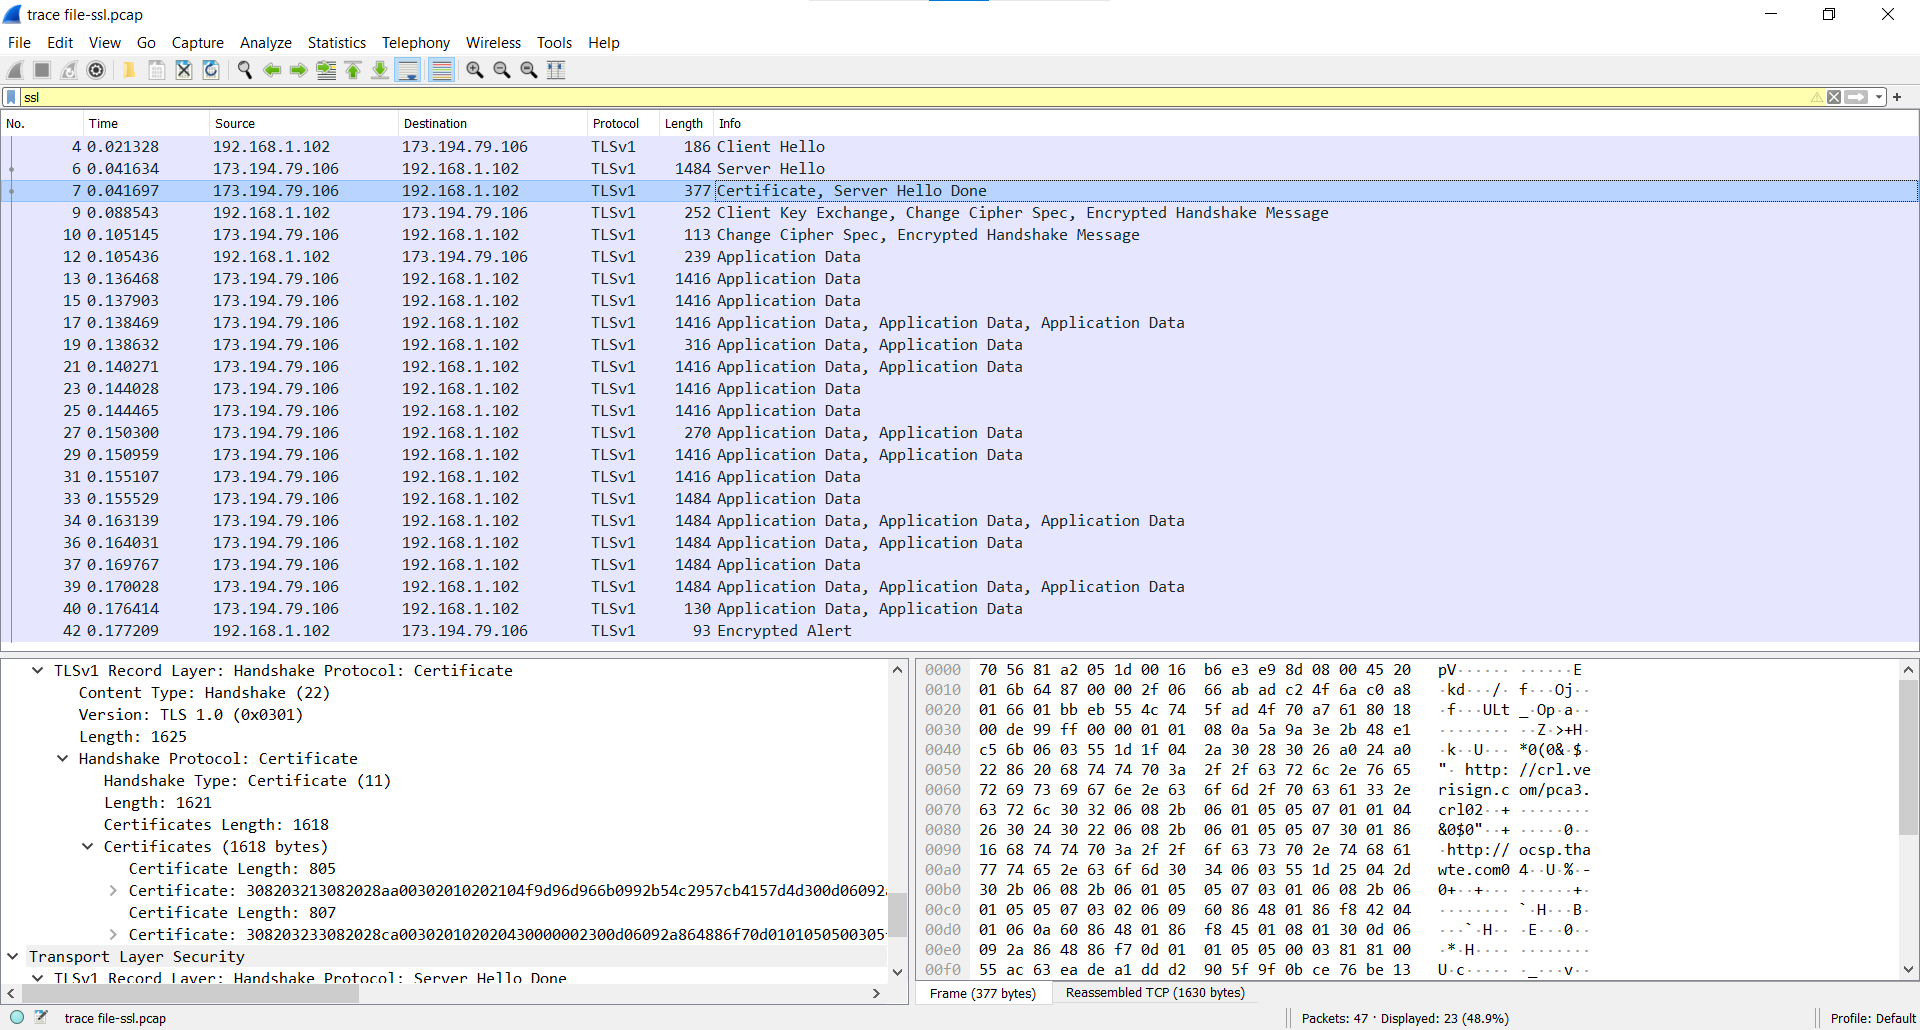 trace file-ssl.pcap
File Edit View Go Capture Analyze Statistics Telephony Wireless Tools Help
ssl
No. Time Source Destination Protocol Length Info
4 0.021328 192.168.1.102 173.194.79.106 TLSv1 186 Client Hello
6 0.041634 173.194.79.106 192.168.1.102 TLSv1 1484 Server Hello
7 0.041697 173.194.79.106 192.168.1.102 TLSv1 377 Certificate, Server Hello Done
9 0.088543 192.168.1.102 173.194.79.106 TLSv1 252 Client Key Exchange, Change Cipher Spec, Encrypted Handshake Message
10 0.105145 173.194.79.106 192.168.1.102 TLSv1 113 Change Cipher Spec, Encrypted Handshake Message
12 0.105436 192.168.1.102 173.194.79.106 TLSv1 239 Application Data
13 0.136468 173.194.79.106 192.168.1.102 TLSv1 1416 Application Data
15 0.137903 173.194.79.106 192.168.1.102 TLSv1 1416 Application Data
17 0.138469 173.194.79.106 192.168.1.102 TLSv1 1416 Application Data, Application Data, Application Data
19 0.138632 173.194.79.106 192.168.1.102 TLSv1 316 Application Data, Application Data
21 0.140271 173.194.79.106 192.168.1.102 TLSv1 1416 Application Data, Application Data
23 0.144028 173.194.79.106 192.168.1.102 TLSv1 1416 Application Data
25 0.144465 173.194.79.106 192.168.1.102 TLSv1 1416 Application Data
27 0.150300 173.194.79.106 192.168.1.102 TLSv1 270 Application Data, Application Data
29 0.150959 173.194.79.106 192.168.1.102 TLSv1 1416 Application Data, Application Data
31 0.155107 173.194.79.106 192.168.1.102 TLSv1 1416 Application Data
33 0.155529 173.194.79.106 192.168.1.102 TLSv1 1484 Application Data
34 0.163139 173.194.79.106 192.168.1.102 TLSv1 1484 Application Data, Application Data, Application Data
36 0.164031 173.194.79.106 192.168.1.102 TLSv1 1484 Application Data, Application Data
37 0.169767 173.194.79.106 192.168.1.102 TLSv1 1484 Application Data
39 0.170028 173.194.79.106 192.168.1.102 TLSv1 1484 Application Data, Application Data, Application Data
40 0.176414 173.194.79.106 192.168.1.102 TLSv1 130 Application Data, Application Data
42 0.177209 192.168.1.102 173.194.79.106 TLSv1 93 Encrypted Alert
TLSv1 Record Layer: Handshake Protocol: Certificate
Content Type: Handshake (22)
Version: TLS 1.0 (0x0301)
Length: 1625
Handshake Protocol: Certificate
Handshake Type: Certificate (11)
Length: 1621
Certificates Length: 1618
Certificates (1618 bytes)
Certificate Length: 805
Certificate: 308203213082028aa00302010202104f9d96d966b0992b54c2957cb4157d4d300d06092a
Certificate Length: 807
Certificate: 308203233082028ca003020102020430000002300d06092a864886f70d0101050500305f
Transport Layer Security
TLSv1 Record Layer: Handshake Protocol: Server Hello Done
0000 70 56 81 a2 05 1d 00 16 b6 e3 e9 8d 08 00 45 20 pV······ ······E
0010 01 6b 64 87 00 00 2f 06 66 ab ad c2 4f 6a c0 a8 ·kd···/· f···Oj··
0020 01 66 01 bb eb 55 4c 74 5f ad 4f 70 a7 61 80 18 ·f···ULt _·Op·a··
0030 00 de 99 ff 00 00 01 01 08 0a 5a 9a 3e 2b 48 e1 ········ ··Z·>+H·
0040 c5 6b 06 03 55 1d 1f 04 2a 30 28 30 26 a0 24 a0 ·k··U··· *0(0&·$·
0050 22 86 20 68 74 74 70 3a 2f 2f 63 72 6c 2e 76 65 "· http: //crl.ve
0060 72 69 73 69 67 6e 2e 63 6f 6d 2f 70 63 61 33 2e risign.c om/pca3.
0070 63 72 6c 30 32 06 08 2b 06 01 05 05 07 01 01 04 crl02··+ ········
0080 26 30 24 30 22 06 08 2b 06 01 05 05 07 30 01 86 &0$0"··+ ·····0··
0090 16 68 74 74 70 3a 2f 2f 6f 63 73 70 2e 74 68 61 ·http:// ocsp.tha
00a0 77 74 65 2e 63 6f 6d 30 34 06 03 55 1d 25 04 2d wte.com0 4··U·%·-
00b0 30 2b 06 08 2b 06 01 05 05 07 03 01 06 08 2b 06 0+··+··· ······+·
00c0 01 05 05 07 03 02 06 09 60 86 48 01 86 f8 42 04 ········ `·H···B·
00d0 01 06 0a 60 86 48 01 86 f8 45 01 08 01 30 0d 06 ···`·H·· ·E···0··
00e0 09 2a 86 48 86 f7 0d 01 01 05 05 00 03 81 81 00 ·*·H···· ········
00f0 55 ac 63 ea de a1 dd d2 90 5f 9f 0b ce 76 be 13 U·c····· ·_···v··
Frame (377 bytes) Reassembled TCP (1630 bytes)
trace file-ssl.pcap Packets: 47 · Displayed: 23 (48.9%) Profile: Default